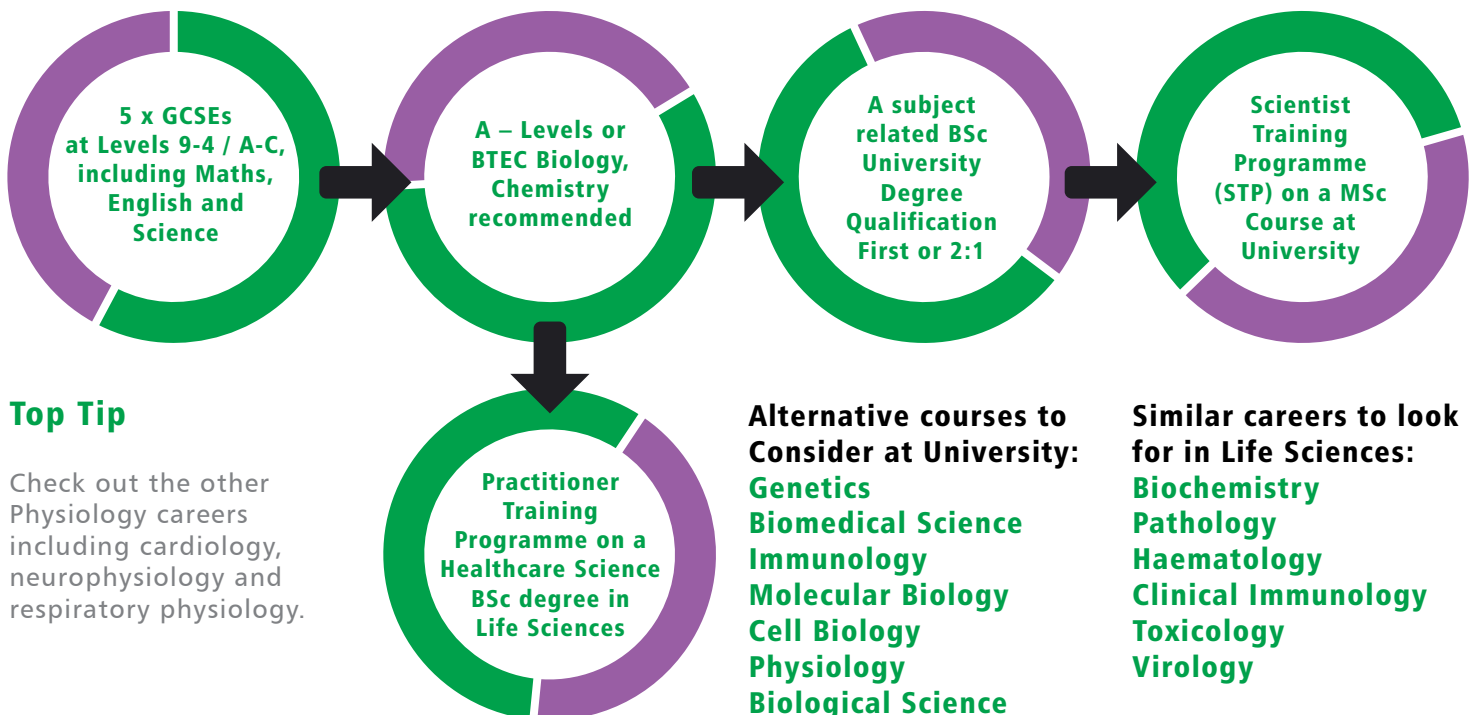 5 x GCSEs
at Levels 9-4 / A-C,
including Maths,
English and
Science
A – Levels or
BTEC Biology,
Chemistry
recommended
A subject
related BSc
University
Degree
Qualification
First or 2:1
Scientist
Training
Programme
(STP) on a MSc
Course at
University
Practitioner
Training
Programme on a
Healthcare Science
BSc degree in
Life Sciences
Top Tip
Check out the other
Physiology careers
including cardiology,
neurophysiology and
respiratory physiology.
Alternative courses to
Consider at University:
Genetics
Biomedical Science
Immunology
Molecular Biology
Cell Biology
Physiology
Biological Science
Similar careers to look
for in Life Sciences:
Biochemistry
Pathology
Haematology
Clinical Immunology
Toxicology
Virology